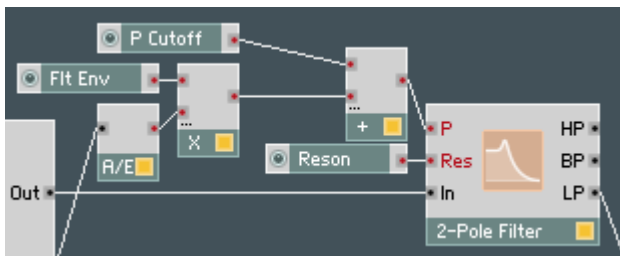 P Cutoff
Flt Env
...
X
A/E
...
+
Reson
Out
P
Res
In
HP
BP
LP
2-Pole Filter